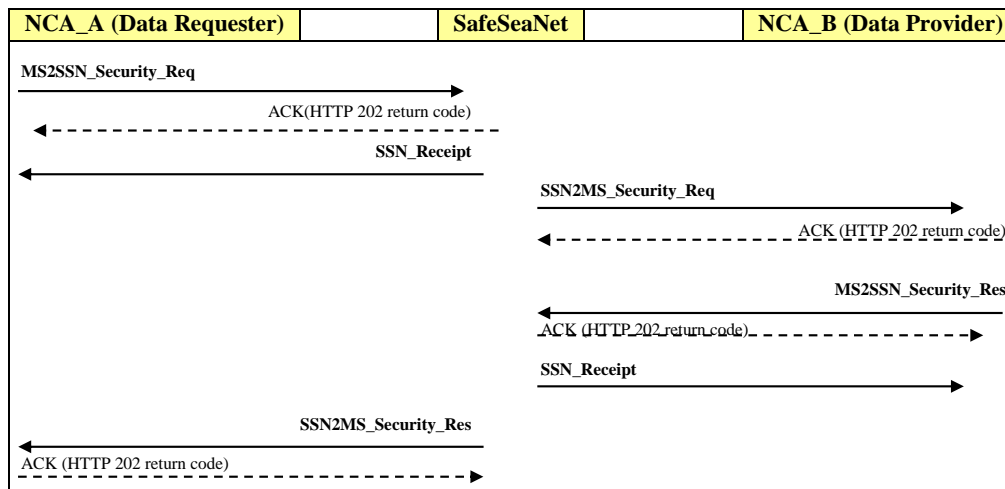 NCA_A (Data Requester) SafeSeaNet NCA_B (Data Provider)
MS2SSN_Security_Req
ACK(HTTP 202 return code)
SSN_Receipt
SSN2MS_Security_Req
ACK (HTTP 202 return code)
MS2SSN_Security_Res
ACK (HTTP 202 return code)
SSN_Receipt
SSN2MS_Security_Res
ACK (HTTP 202 return code)